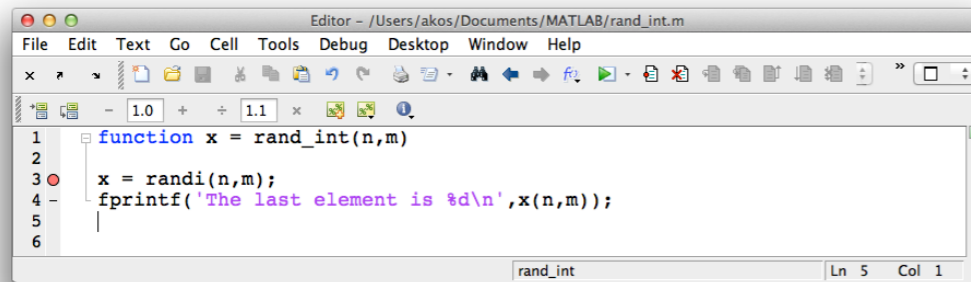 Editor – /Users/akos/Documents/MATLAB/rand_int.m
File Edit Text Go Cell Tools Debug Desktop Window Help
- 1.0 + ÷ 1.1 ×
1 function x = rand_int(n,m)
2
3 x = randi(n,m);
4 – fprintf('The last element is %d\n',x(n,m));
5
6
rand_int Ln 5 Col 1